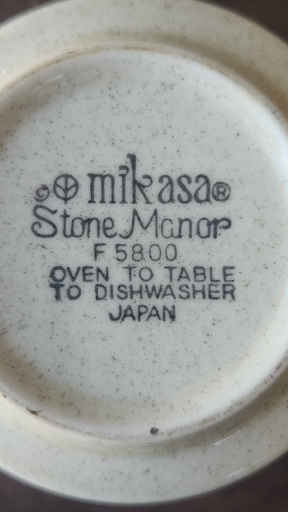 mikasa®
Stone Manor
F 5800
OVEN TO TABLE
TO DISHWASHER
JAPAN